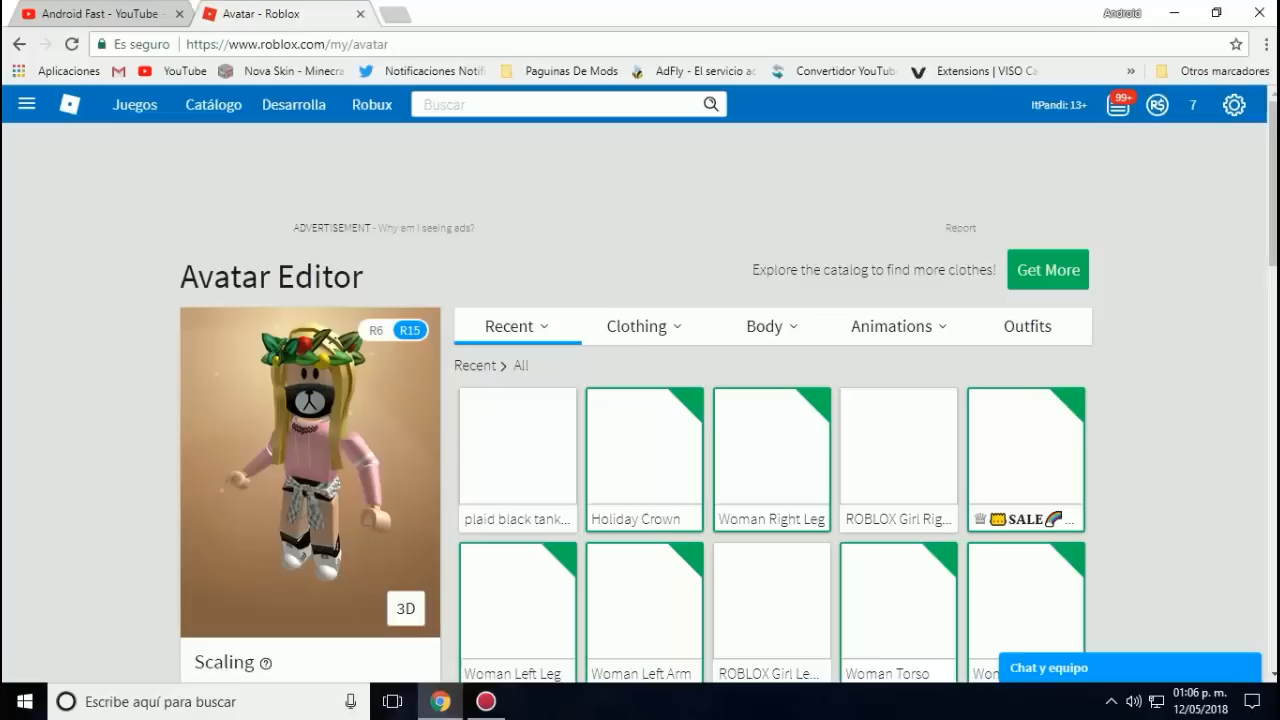 Android Fast - YouTube -
Avatar - Roblox
Android
Es seguro
https://www.roblox.com/my/avatar
Aplicaciones
YouTube
Nova Skin - Minecra
Notificaciones Notifi
Paguinas De Mods
AdFly - El servicio ac
Convertidor YouTub
Extensions | VISO Ca
»
Otros marcadores
Juegos
Catálogo
Desarrolla
Robux
Buscar
ItPandi: 13+
99+
R$
7
ADVERTISEMENT - Why am I seeing ads?
Report
Avatar Editor
Explore the catalog to find more clothes!
Get More
R6
R15
Recent
Clothing
Body
Animations
Outfits
Recent > All
plaid black tank...
Holiday Crown
Woman Right Leg
ROBLOX Girl Rig...
♕👑SALE🌈...
3D
Woman Left Leg
Woman Left Arm
ROBLOX Girl Le...
Woman Torso
Wom
Scaling
Chat y equipo
Escribe aquí para buscar
01:06 p. m.
12/05/2018